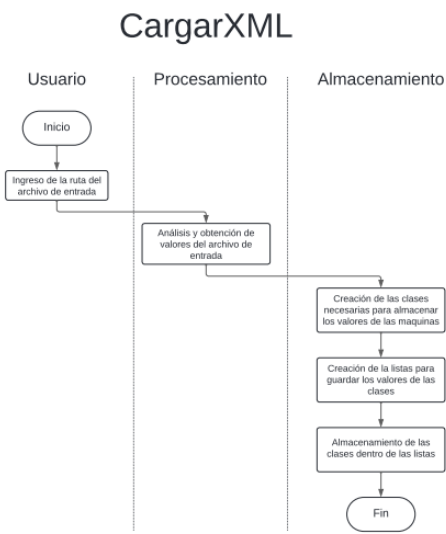 CargarXML
Usuario
Procesamiento
Almacenamiento
Inicio
Ingreso de la ruta del
archivo de entrada
Análisis y obtención de
valores del archivo de
entrada
Creación de las clases
necesarias para almacenar
los valores de las maquinas
Creación de la listas para
guardar los valores de las
clases
Almacenamiento de las
clases dentro de las listas
Fin